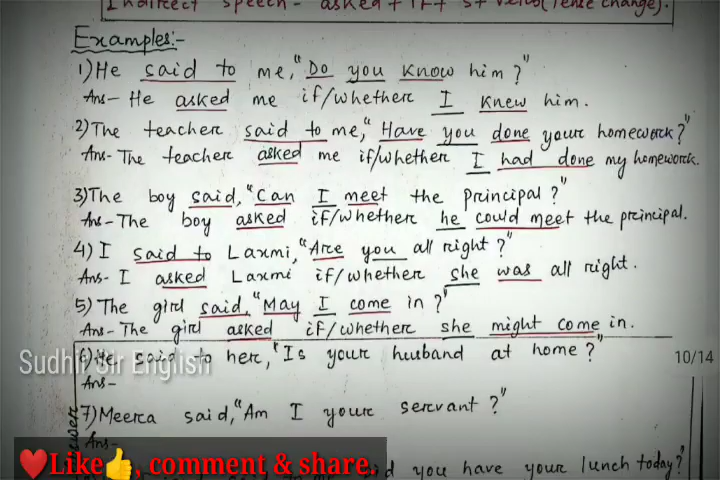 Indirect speech - asked + if + s + verb (Tense change).
Examples:-
1) He said to me, "Do you know him?"
Ans- He asked me if/whether I knew him.
2) The teacher said to me, "Have you done your homework?"
Ans- The teacher asked me if/whether I had done my homework.
3) The boy said, "Can I meet the principal?"
Ans- The boy asked if/whether he could meet the principal.
4) I said to Laxmi, "Are you all right?"
Ans- I asked Laxmi if/whether she was all right.
5) The girl said, "May I come in?"
Ans- The girl asked if/whether she might come in.
6) He said to her, "Is your husband at home?"
Sudhir Sir English
10/14
Ans-
7) Meera said, "Am I your servant?"
Ans-
❤️Like👍, comment & share.
you have your lunch today?"